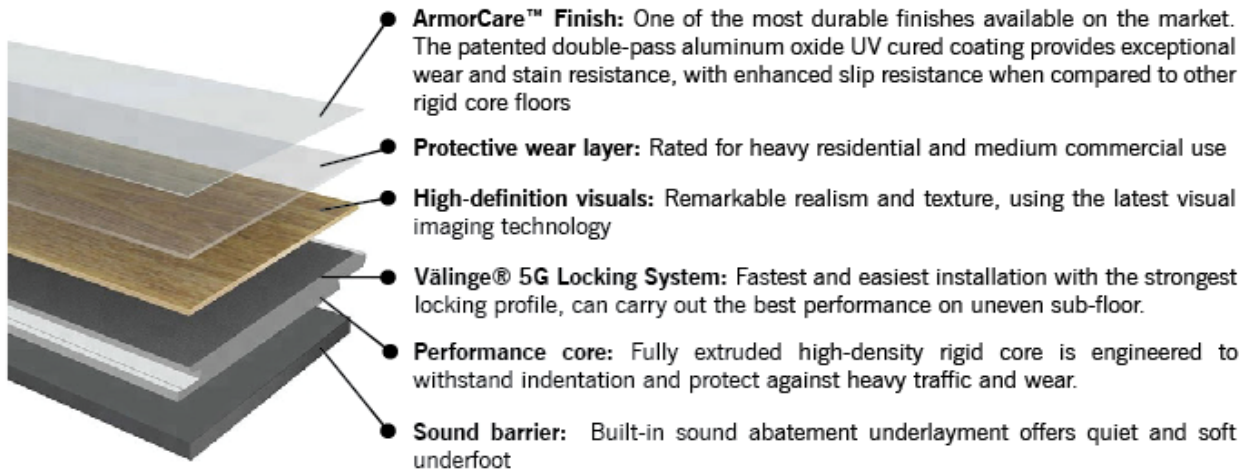 ArmorCare™ Finish: One of the most durable finishes available on the market.
The patented double-pass aluminum oxide UV cured coating provides exceptional
wear and stain resistance, with enhanced slip resistance when compared to other
rigid core floors
Protective wear layer: Rated for heavy residential and medium commercial use
High-definition visuals: Remarkable realism and texture, using the latest visual
imaging technology
Välinge® 5G Locking System: Fastest and easiest installation with the strongest
locking profile, can carry out the best performance on uneven sub-floor.
Performance core: Fully extruded high-density rigid core is engineered to
withstand indentation and protect against heavy traffic and wear.
Sound barrier: Built-in sound abatement underlayment offers quiet and soft
underfoot